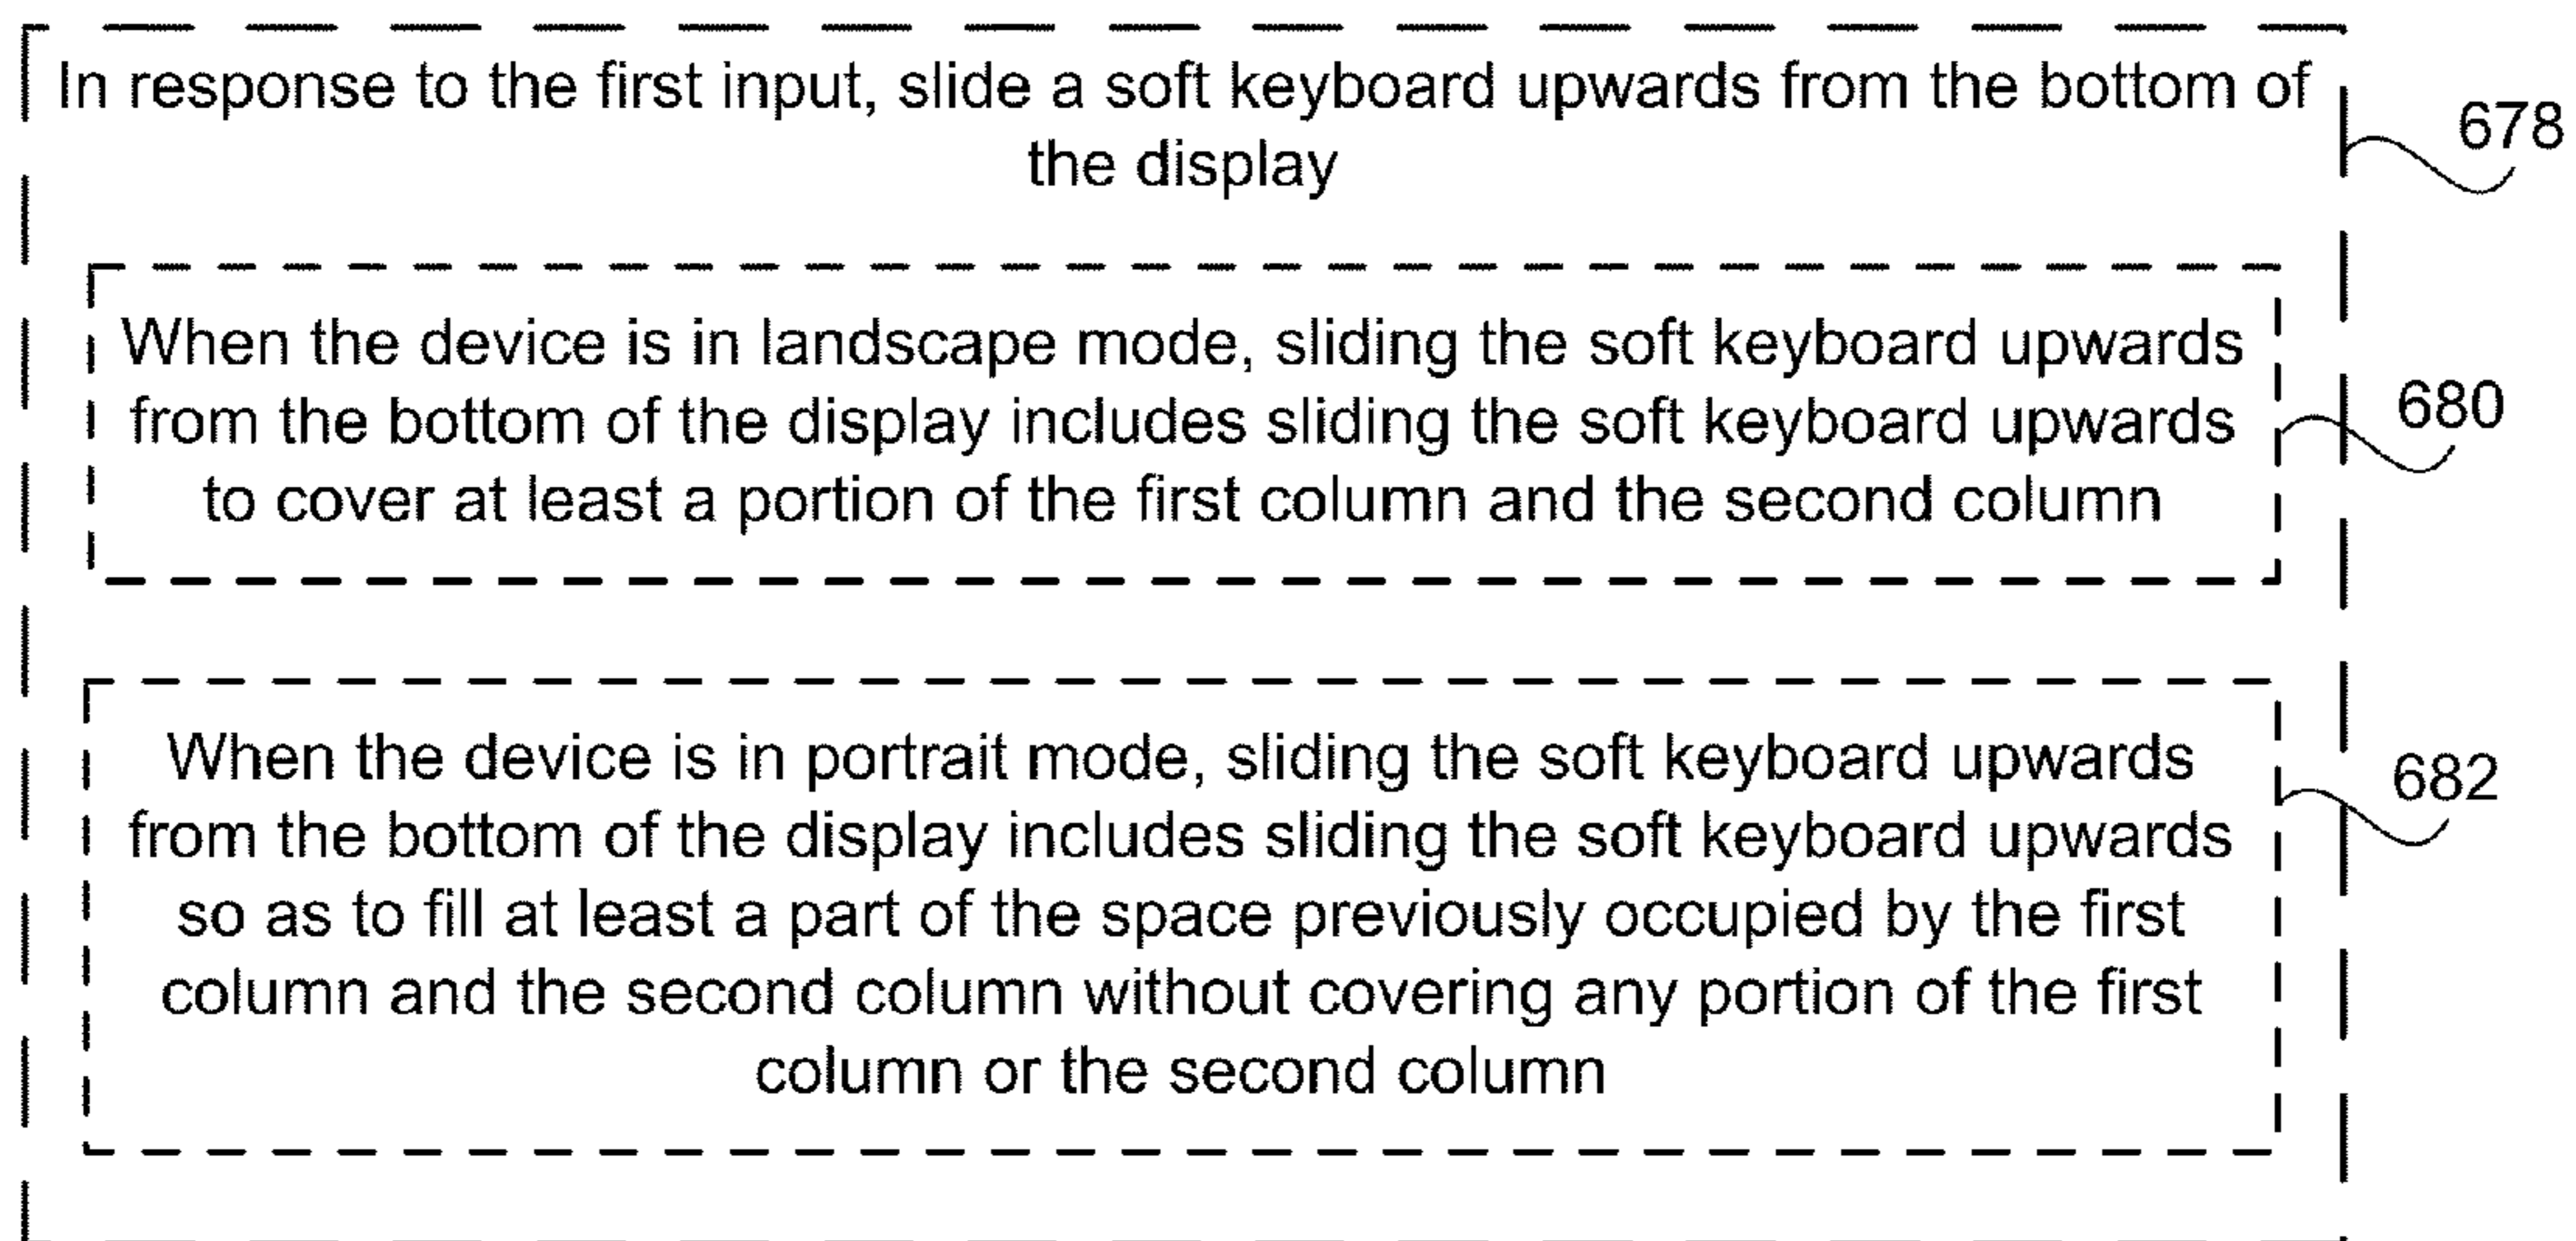 In response to the first input, slide a soft keyboard upwards from the bottom of
the display
678
When the device is in landscape mode, sliding the soft keyboard upwards
from the bottom of the display includes sliding the soft keyboard upwards
to cover at least a portion of the first column and the second column
680
When the device is in portrait mode, sliding the soft keyboard upwards
from the bottom of the display includes sliding the soft keyboard upwards
so as to fill at least a part of the space previously occupied by the first
column and the second column without covering any portion of the first
column or the second column
682